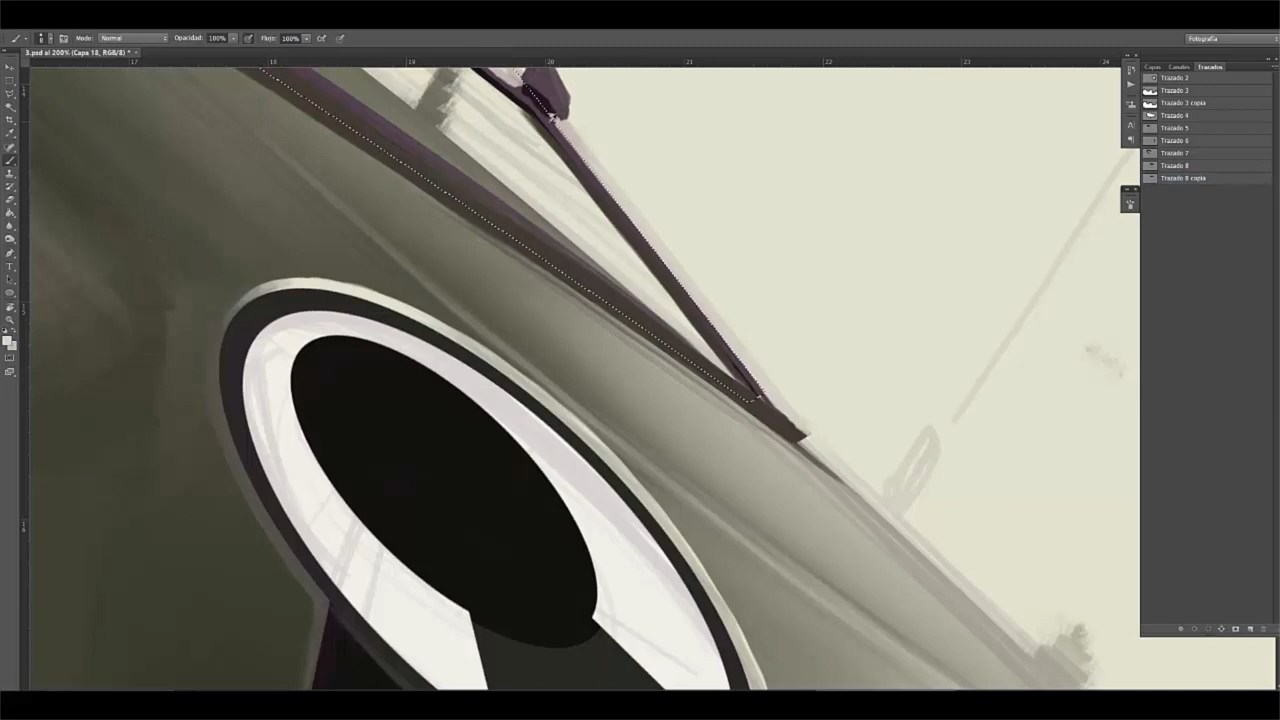 Modo: Normal Opacidad: 100% Flujo: 100% Fotografía
3.psd al 200% (Capa 18, RGB/8) *
17 18 19 20 21 22 23 24
Capas Canales Trazados
Trazado 2
Trazado 3
Trazado 3 copia
Trazado 4
Trazado 5
Trazado 6
Trazado 7
Trazado 8
Trazado 8 copia